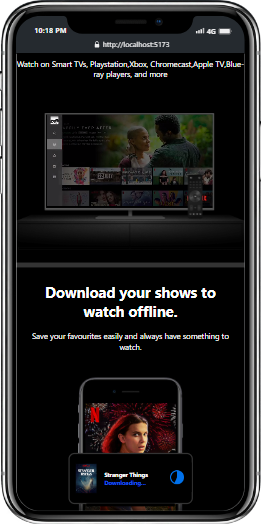 10:18 PM
4G
http://localhost:5173
Watch on Smart TVs, Playstation,Xbox, Chromecast,Apple TV,Blue-
ray players, and more
Download your shows to
watch offline.
Save your favourites easily and always have something to
watch.
N
Stranger Things
Downloading...